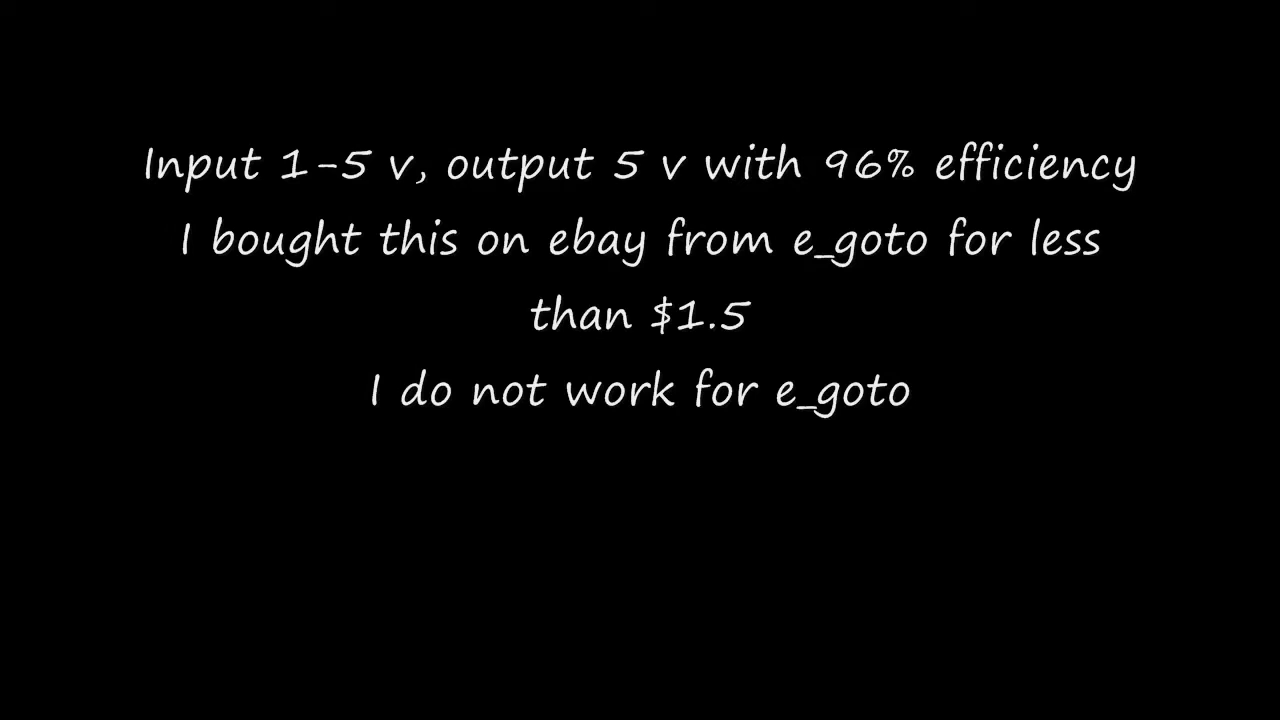 Input 1-5 v, output 5 v with 96% efficiency
I bought this on ebay from e_goto for less
than $1.5
I do not work for e_goto